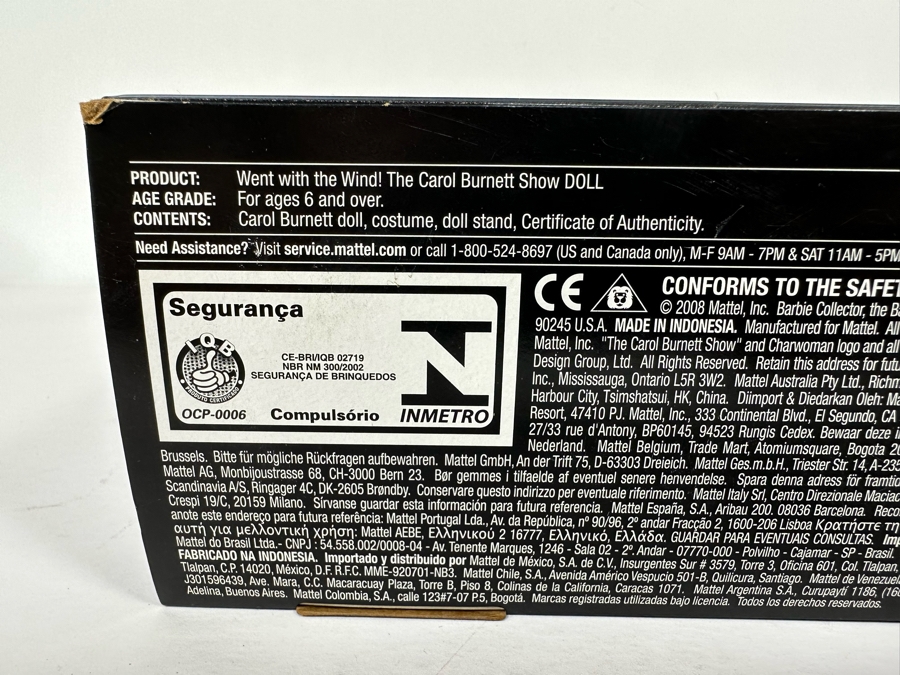 PRODUCT: Went with the Wind! The Carol Burnett Show DOLL
AGE GRADE: For ages 6 and over.
CONTENTS: Carol Burnett doll, costume, doll stand, Certificate of Authenticity.
Need Assistance? Visit service.mattel.com or call 1-800-524-8697 (US and Canada only), M-F 9AM - 7PM & SAT 11AM - 5PM
Segurança
IQB
PRODUTO CERTIFICADO
OCP-0006
CE-BRI/IQB 02719
NBR NM 300/2002
SEGURANÇA DE BRINQUEDOS
Compulsório
INMETRO
CE
CONFORMS TO THE SAFET
© 2008 Mattel, Inc. Barbie Collector, the Ba
90245 U.S.A. MADE IN INDONESIA. Manufactured for Mattel. All
Mattel, Inc. "The Carol Burnett Show" and Charwoman logo and all
Design Group, Ltd. All Rights Reserved. Retain this address for futu
Inc., Mississauga, Ontario L5R 3W2. Mattel Australia Pty Ltd., Richm
Harbour City, Tsimshatsui, HK, China. Diimport & Diedarkan Oleh: Ma
Resort, 47410 PJ. Mattel, Inc., 333 Continental Blvd., El Segundo, CA
27/33 rue d'Antony, BP60145, 94523 Rungis Cedex. Bewaar deze i
Nederland. Mattel Belgium, Trade Mart, Atomiumsquare, Bogota 20
Brussels. Bitte für mögliche Rückfragen aufbewahren. Mattel GmbH, An der Trift 75, D-63303 Dreieich. Mattel Ges.m.b.H., Triester Str. 14, A-235
Mattel AG, Monbijoustrasse 68, CH-3000 Bern 23. Bør gemmes i tilfaelde af eventuel senere henvendelse. Spara denna adress för framtid
Scandinavia A/S, Ringager 4C, DK-2605 Brøndby. Conservare questo indirizzo per eventuale riferimento. Mattel Italy Srl, Centro Direzionale Maciac
Crespi 19/C, 20159 Milano. Sírvanse guardar esta información para futura referencia. Mattel España, S.A., Aribau 200. 08036 Barcelona. Reco
anote este endereço para futura referência: Mattel Portugal Lda., Av. da República, nº 90/96, 2º andar Fracção 2, 1600-206 Lisboa Κρατήστε τη
αυτή για μελλοντική χρήση: Mattel AEBE, Ελληνικού 2 16777, Ελληνικό, Ελλάδα. GUARDAR PARA EVENTUAIS CONSULTAS. Imp
Mattel do Brasil Ltda.- CNPJ : 54.558.002/0008-04 - Av. Tenente Marques, 1246 - Sala 02 - 2º. Andar - 07770-000 - Polvilho - Cajamar - SP - Brasil.
FABRICADO NA INDONESIA. Importado y distribuido por Mattel de México, S.A. de C.V., Insurgentes Sur # 3579, Torre 3, Oficina 601, Col. Tlalpan,
Tlalpan, C.P. 14020, México, D.F. R.F.C. MME-920701-NB3. Mattel Chile, S.A., Avenida Américo Vespucio 501-B, Quilicura, Santiago. Mattel de Venezuel
J301596439, Ave. Mara, C.C. Macaracuay Plaza, Torre B, Piso 8, Colinas de la California, Caracas 1071. Mattel Argentina S.A., Curupaytí 1186, (160
Adelina, Buenos Aires. Mattel Colombia, S.A., calle 123#7-07 P.5, Bogotá. Marcas registradas utilizadas bajo licencia. Todos los derechos reservados.